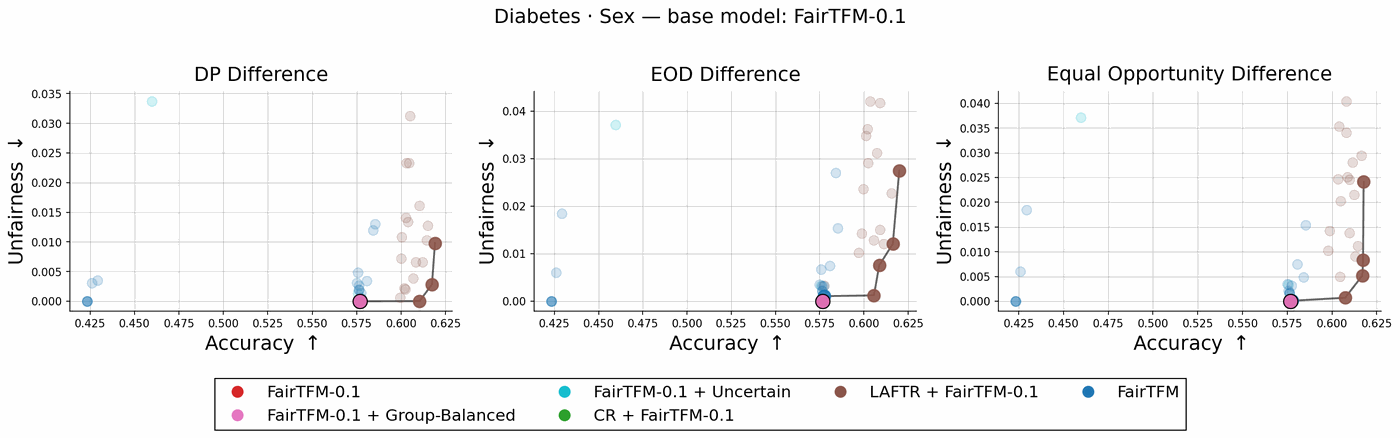 Diabetes · Sex — base model: FairTFM-0.1
DP Difference
Unfairness ↓
0.035
0.030
0.025
0.020
0.015
0.010
0.005
0.000
0.425 0.450 0.475 0.500 0.525 0.550 0.575 0.600 0.625
Accuracy ↑
EOD Difference
Unfairness ↓
0.04
0.03
0.02
0.01
0.00
0.425 0.450 0.475 0.500 0.525 0.550 0.575 0.600 0.625
Accuracy ↑
Equal Opportunity Difference
Unfairness ↓
0.040
0.035
0.030
0.025
0.020
0.015
0.010
0.005
0.000
0.425 0.450 0.475 0.500 0.525 0.550 0.575 0.600 0.625
Accuracy ↑
FairTFM-0.1
FairTFM-0.1 + Group-Balanced
FairTFM-0.1 + Uncertain
CR + FairTFM-0.1
LAFTR + FairTFM-0.1
FairTFM